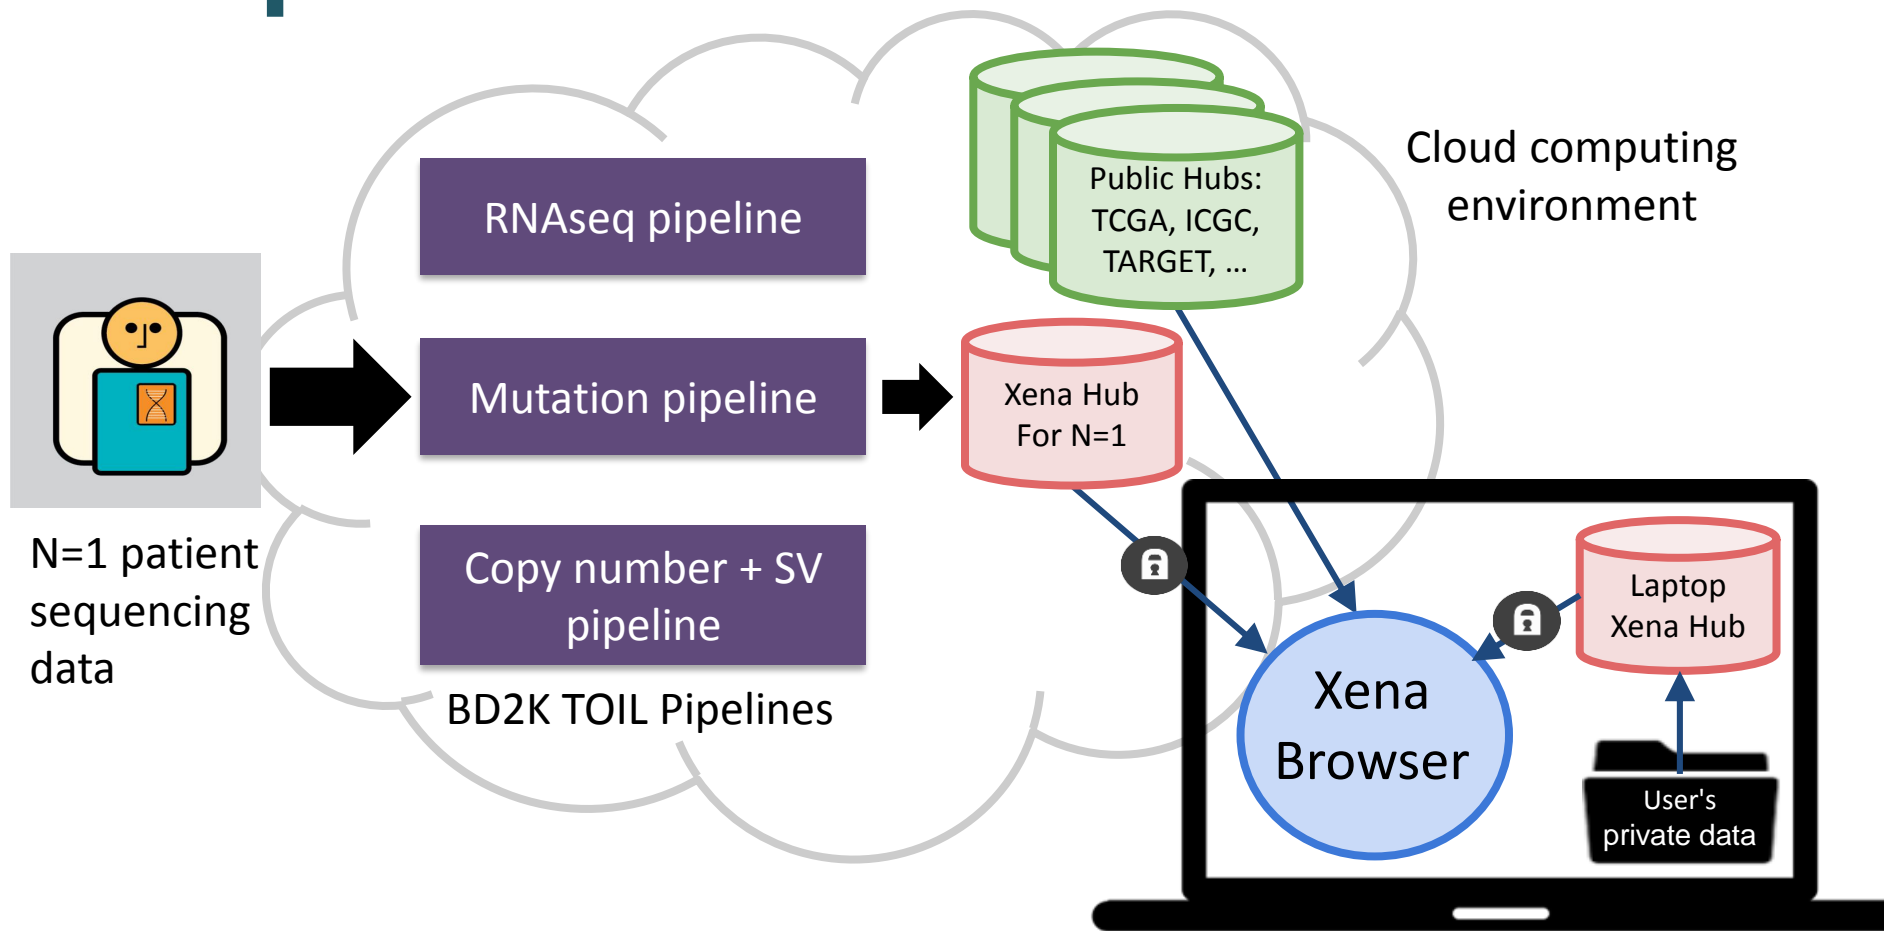 N=1 patient
sequencing
data
RNAseq pipeline
Mutation pipeline
Copy number + SV
pipeline
BD2K TOIL Pipelines
Public Hubs:
TCGA, ICGC,
TARGET, ...
Xena Hub
For N=1
Cloud computing
environment
Xena
Browser
Laptop
Xena Hub
User's
private data